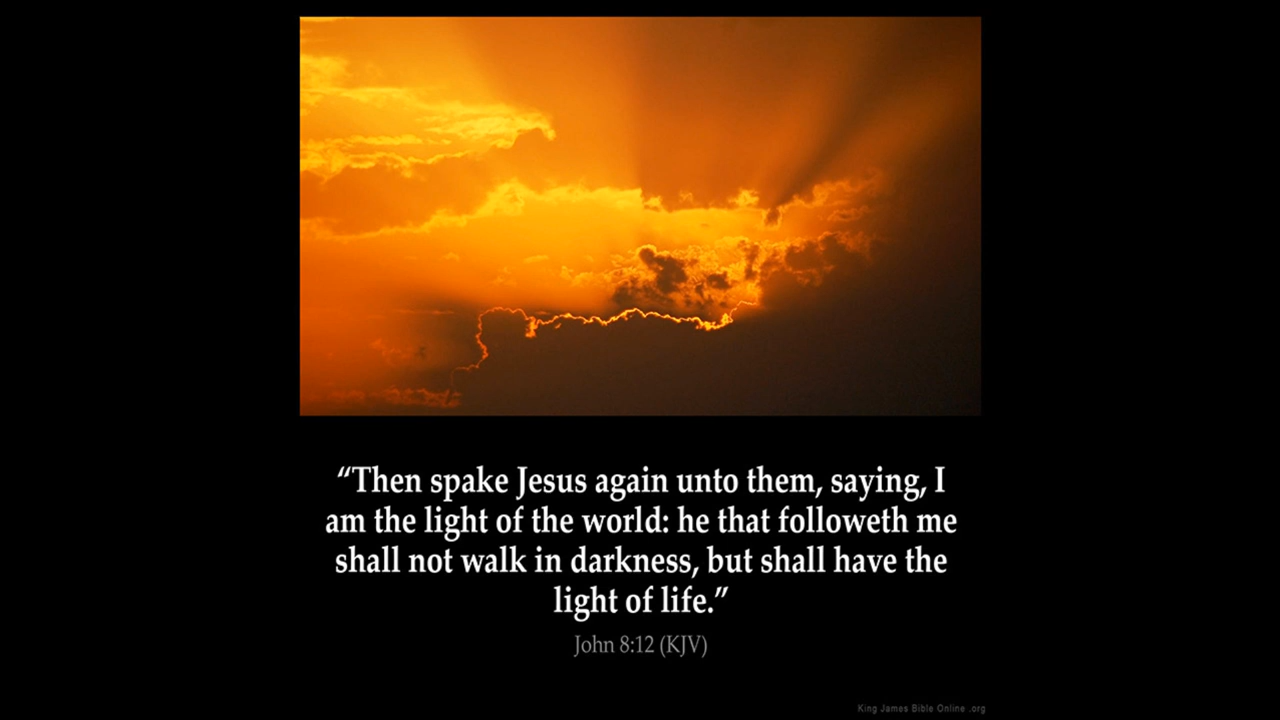 “Then spake Jesus again unto them, saying, I
am the light of the world: he that followeth me
shall not walk in darkness, but shall have the
light of life.”
John 8:12 (KJV)
King James Bible Online .org